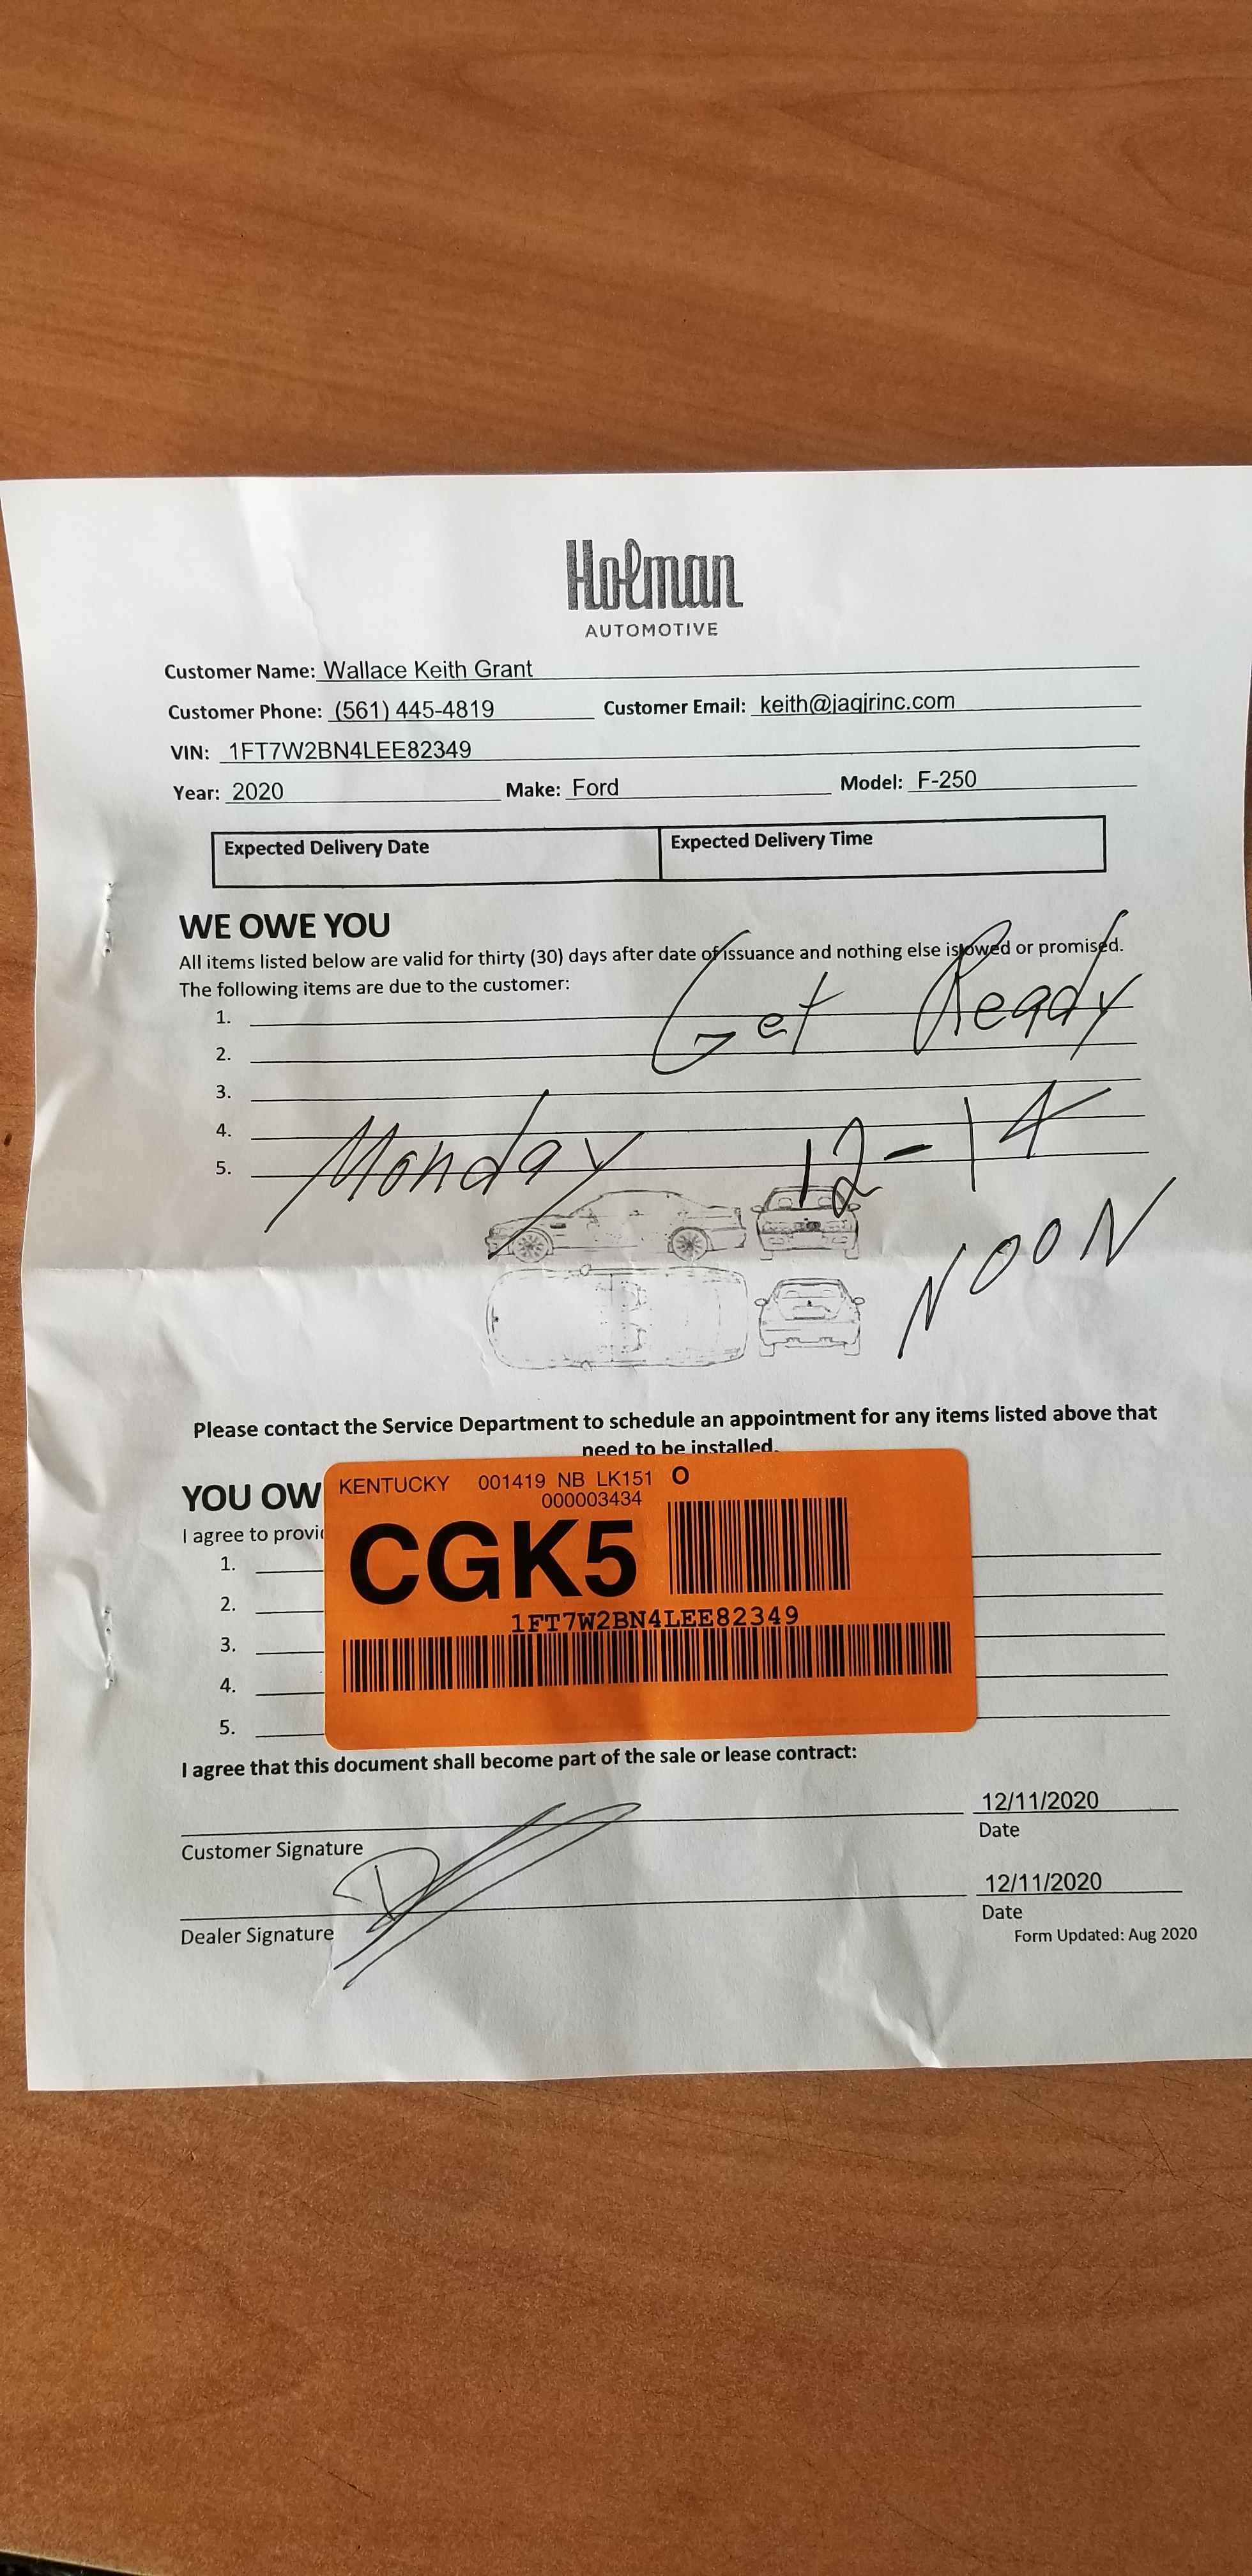 Holman
AUTOMOTIVE
Customer Name: Wallace Keith Grant
Customer Phone: (561) 445-4819 Customer Email: keith@jagirinc.com
VIN: 1FT7W2BN4LEE82349
Year: 2020 Make: Ford Model: F-250
Expected Delivery Date Expected Delivery Time
WE OWE YOU
All items listed below are valid for thirty (30) days after date of issuance and nothing else is owed or promised.
The following items are due to the customer:
Get Ready
1.
2.
3.
4.
5.
Monday 12-14
NOON
Please contact the Service Department to schedule an appointment for any items listed above that
need to be installed.
YOU OW
I agree to provi
KENTUCKY 001419 NB LK151 O
000003434
CGK5
1FT7W2BN4LEE82349
1.
2.
3.
4.
5.
I agree that this document shall become part of the sale or lease contract:
12/11/2020
Customer Signature Date
12/11/2020
Dealer Signature Date
Form Updated: Aug 2020